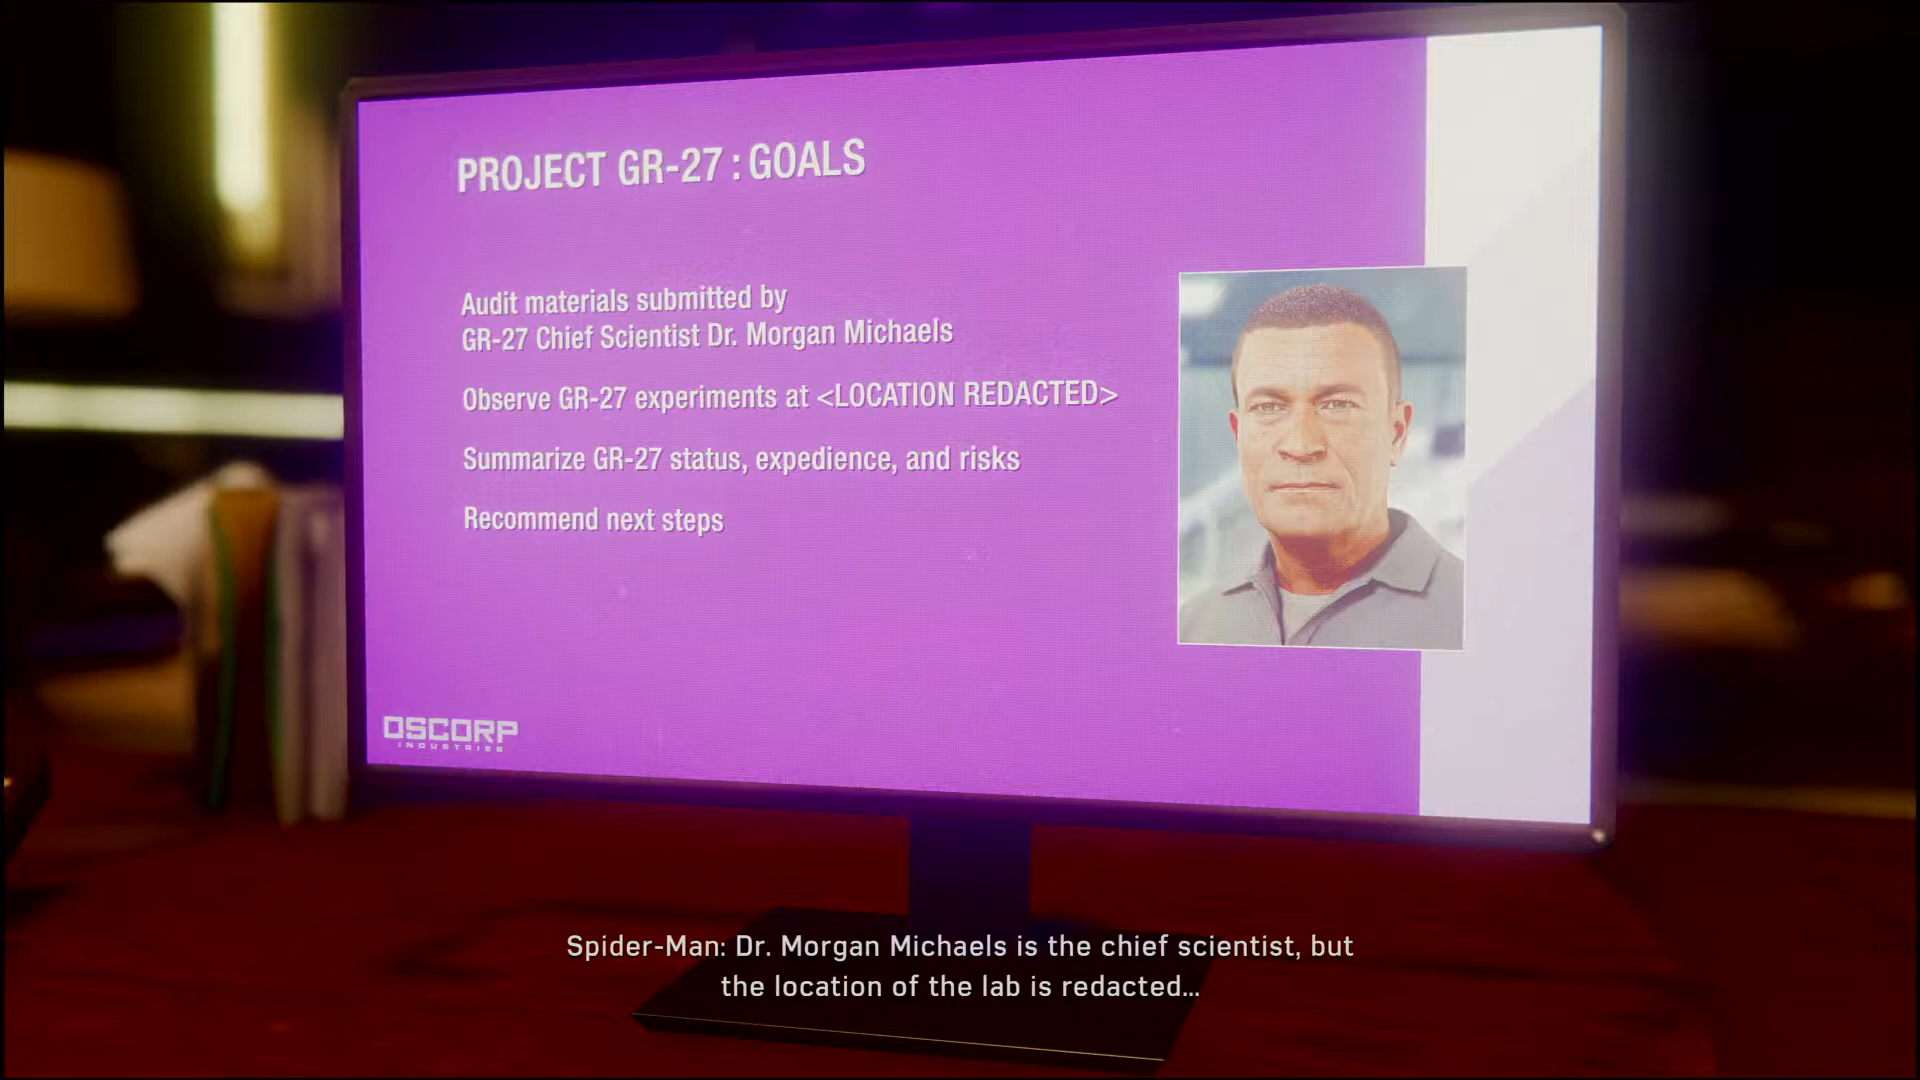 PROJECT GR-27 : GOALS
Audit materials submitted by
GR-27 Chief Scientist Dr. Morgan Michaels
Observe GR-27 experiments at <LOCATION REDACTED>
Summarize GR-27 status, expedience, and risks
Recommend next steps
OSCORP
INDUSTRIES
Spider-Man: Dr. Morgan Michaels is the chief scientist, but
the location of the lab is redacted...